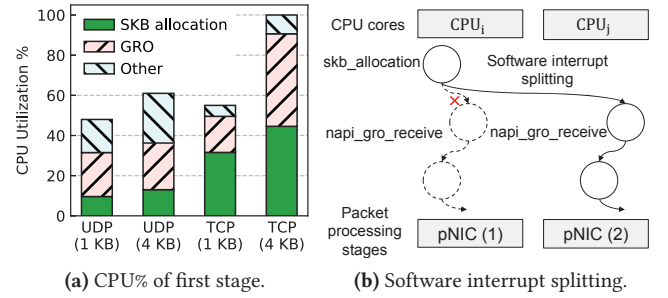 SKB allocation
GRO
Other
CPU Utilization %
100
80
60
40
20
0
UDP
(1 KB)
UDP
(4 KB)
TCP
(1 KB)
TCP
(4 KB)
(a) CPU% of first stage.
CPU cores
CPUi
CPUj
skb_allocation
Software interrupt
splitting
napi_gro_receive
napi_gro_receive
Packet
processing
stages
pNIC (1)
pNIC (2)
(b) Software interrupt splitting.